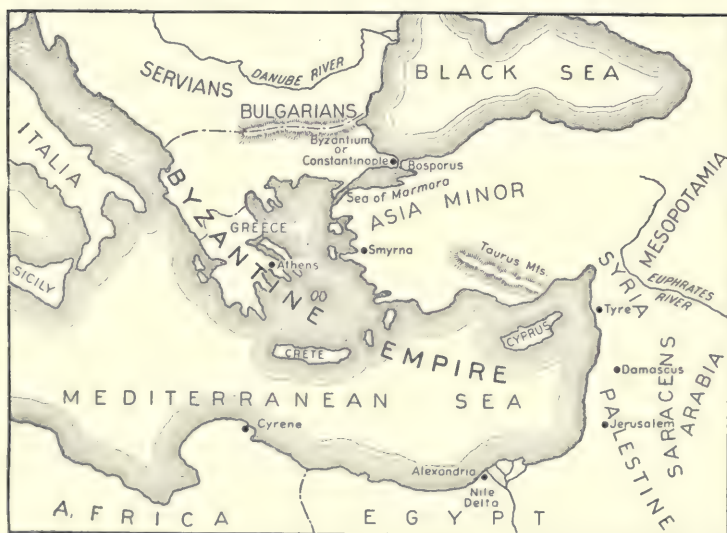 SERVIANS
DANUBE RIVER
BLACK SEA
BULGARIANS
ITALIA
Byzantium
or
Constantinople
Bosporus
Sea of Marmora
ASIA MINOR
MESOPOTAMIA
BYZANTINE
EMPIRE
GREECE
Athens
Smyrna
Taurus Mts.
SYRIA
EUPHRATES
RIVER
SICILY
Tyre
CYPRUS
CRETE
Damascus
SARACENS
ARABIA
MEDITERRANEAN SEA
Cyrene
Jerusalem
PALESTINE
Alexandria
Nile
Delta
AFRICA
EGYPT